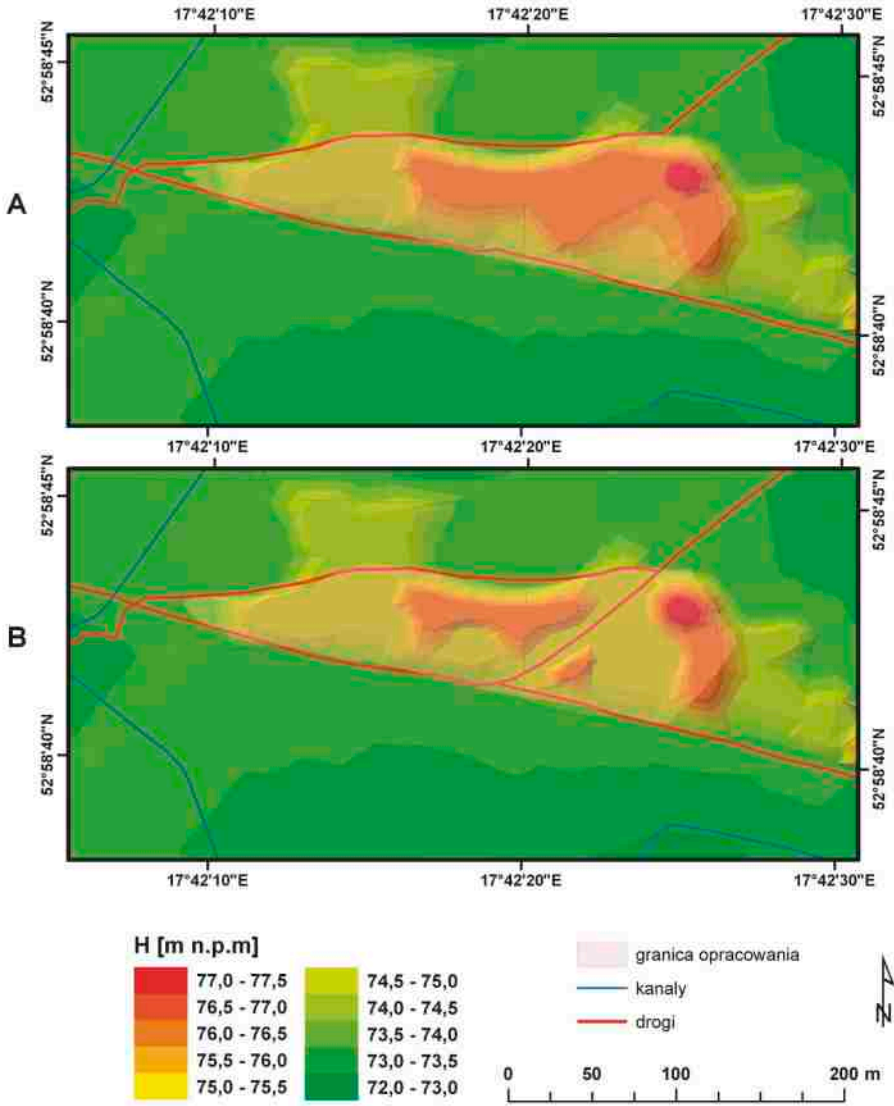 17°42'10"E 17°42'20"E 17°42'30"E
52°58'45"N 52°58'45"N
A
52°58'40"N 52°58'40"N
17°42'10"E 17°42'20"E 17°42'30"E
52°58'45"N 52°58'45"N
B
52°58'40"N 52°58'40"N
17°42'10"E 17°42'20"E 17°42'30"E
H [m n.p.m]
77,0 - 77,5
76,5 - 77,0
76,0 - 76,5
75,5 - 76,0
75,0 - 75,5
74,5 - 75,0
74,0 - 74,5
73,5 - 74,0
73,0 - 73,5
72,0 - 73,0
granica opracowania
kanaly
drogi
N
0 50 100 200 m